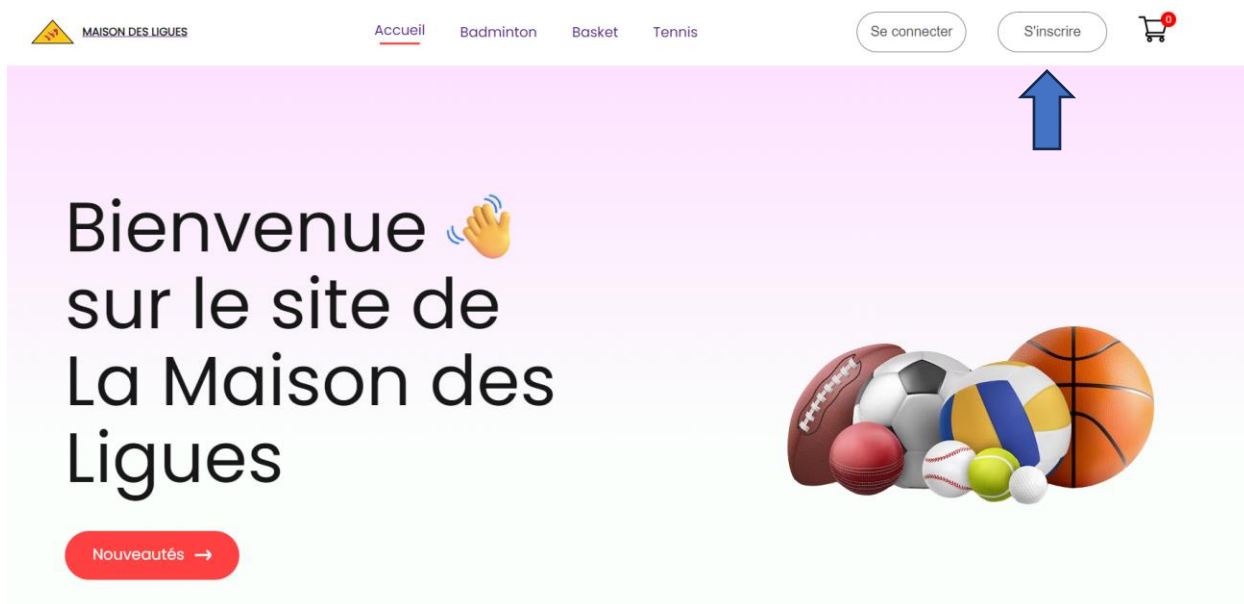 MAISON DES LIGUES
Accueil Badminton Basket Tennis
Se connecter S'inscrire 0
Bienvenue
sur le site de
La Maison des
Ligues
Nouveautés →